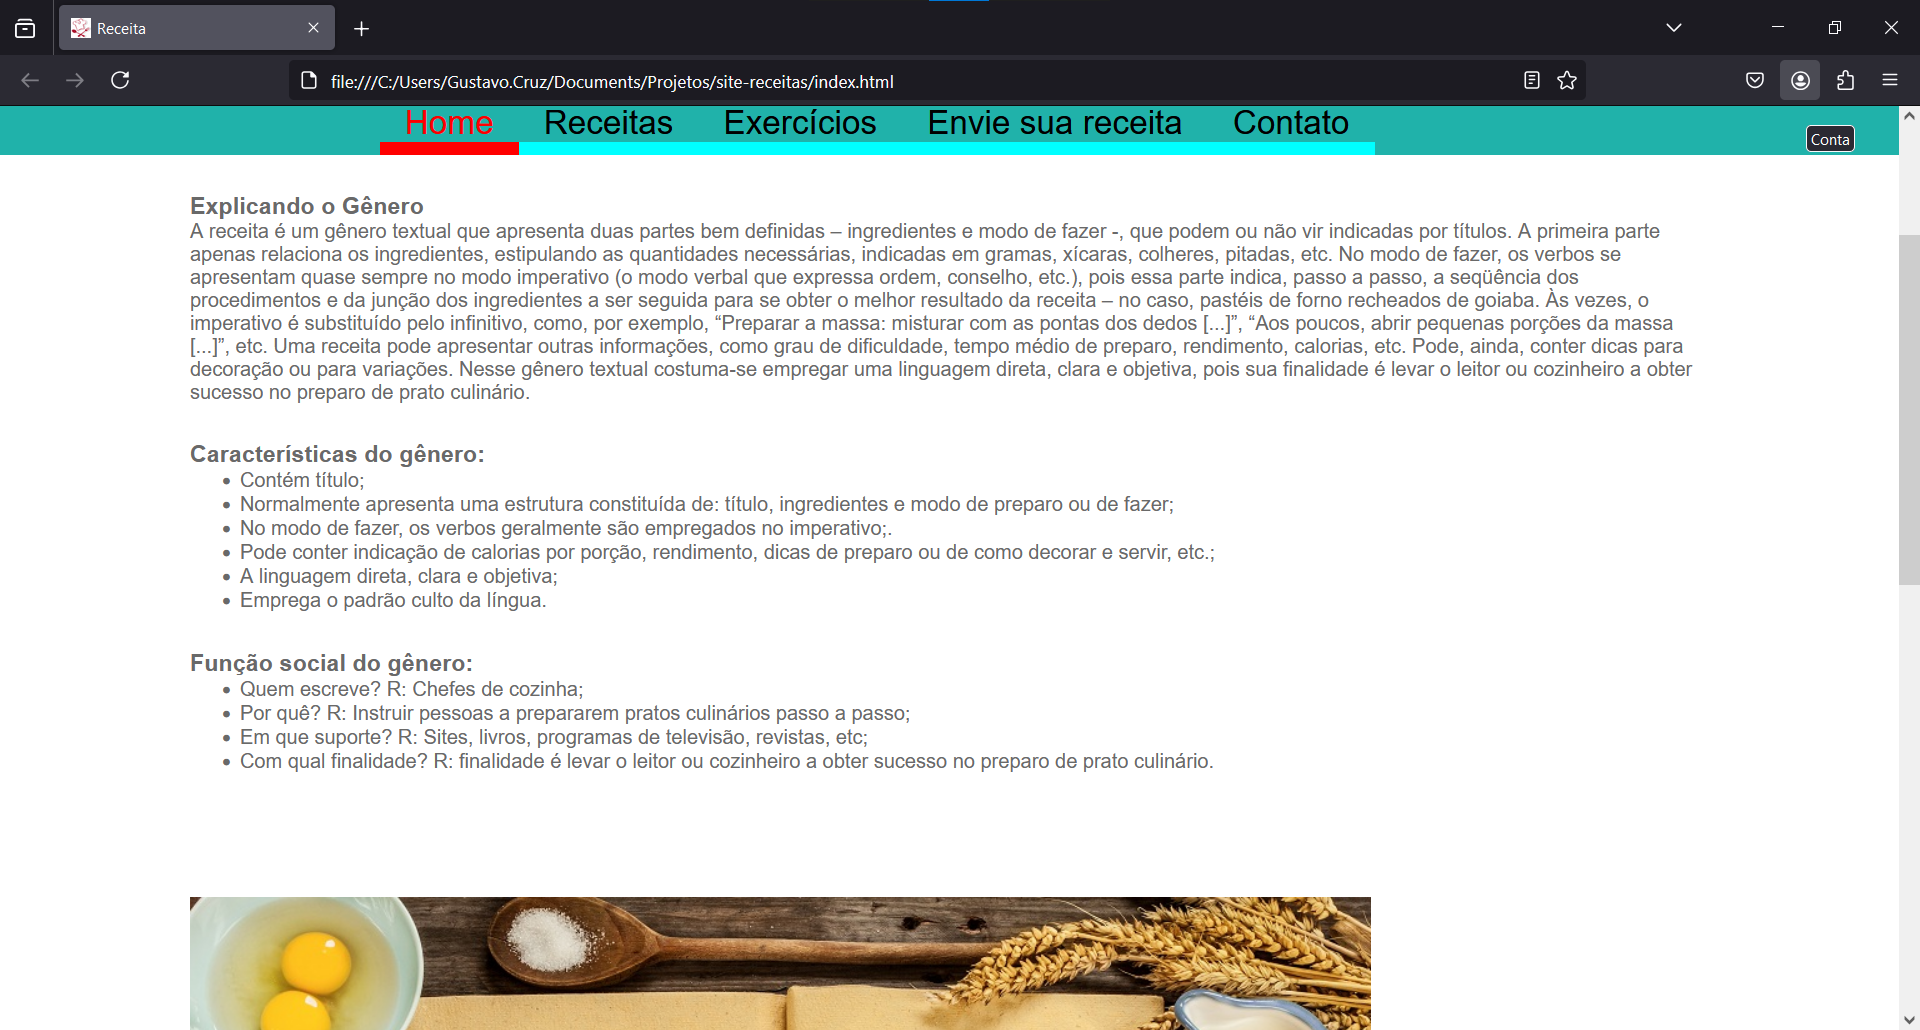 Receita
file:///C:/Users/Gustavo.Cruz/Documents/Projetos/site-receitas/index.html
Home Receitas Exercícios Envie sua receita Contato
Conta
Explicando o Gênero
A receita é um gênero textual que apresenta duas partes bem definidas – ingredientes e modo de fazer -, que podem ou não vir indicadas por títulos. A primeira parte
apenas relaciona os ingredientes, estipulando as quantidades necessárias, indicadas em gramas, xícaras, colheres, pitadas, etc. No modo de fazer, os verbos se
apresentam quase sempre no modo imperativo (o modo verbal que expressa ordem, conselho, etc.), pois essa parte indica, passo a passo, a seqüência dos
procedimentos e da junção dos ingredientes a ser seguida para se obter o melhor resultado da receita – no caso, pastéis de forno recheados de goiaba. Às vezes, o
imperativo é substituído pelo infinitivo, como, por exemplo, “Preparar a massa: misturar com as pontas dos dedos [...]”, “Aos poucos, abrir pequenas porções da massa
[...]”, etc. Uma receita pode apresentar outras informações, como grau de dificuldade, tempo médio de preparo, rendimento, calorias, etc. Pode, ainda, conter dicas para
decoração ou para variações. Nesse gênero textual costuma-se empregar uma linguagem direta, clara e objetiva, pois sua finalidade é levar o leitor ou cozinheiro a obter
sucesso no preparo de prato culinário.
Características do gênero:
• Contém título;
• Normalmente apresenta uma estrutura constituída de: título, ingredientes e modo de preparo ou de fazer;
• No modo de fazer, os verbos geralmente são empregados no imperativo;.
• Pode conter indicação de calorias por porção, rendimento, dicas de preparo ou de como decorar e servir, etc.;
• A linguagem direta, clara e objetiva;
• Emprega o padrão culto da língua.
Função social do gênero:
• Quem escreve? R: Chefes de cozinha;
• Por quê? R: Instruir pessoas a prepararem pratos culinários passo a passo;
• Em que suporte? R: Sites, livros, programas de televisão, revistas, etc;
• Com qual finalidade? R: finalidade é levar o leitor ou cozinheiro a obter sucesso no preparo de prato culinário.